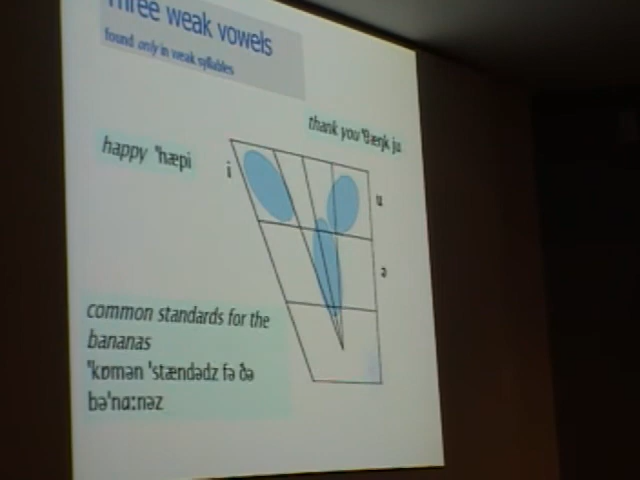 Three weak vowels
found only in weak syllables
thank you ˈθæŋk ju
happy ˈhæpi
i
u
ə
common standards for the
bananas
ˈkɒmən ˈstændədz fə ðə
bəˈnɑːnəz